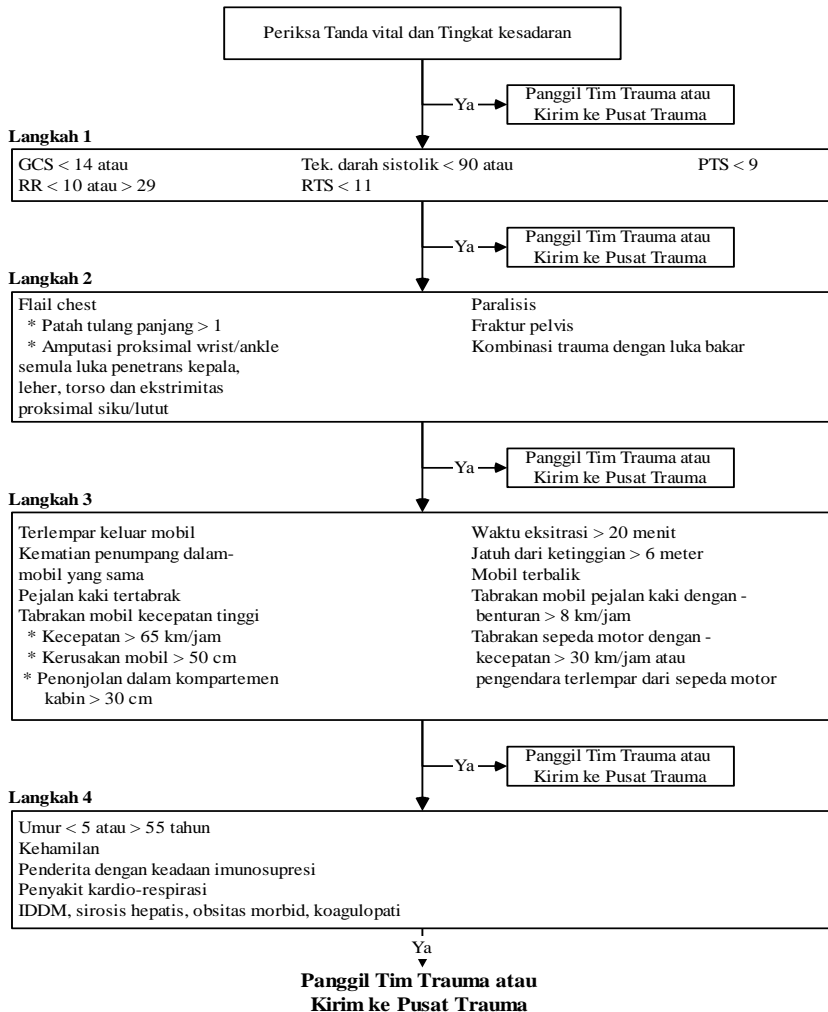 Periksa Tanda vital dan Tingkat kesadaran
Ya
Panggil Tim Trauma atau
Kirim ke Pusat Trauma
Langkah 1
GCS < 14 atau
RR < 10 atau > 29
Tek. darah sistolik < 90 atau
RTS < 11
PTS < 9
Ya
Panggil Tim Trauma atau
Kirim ke Pusat Trauma
Langkah 2
Flail chest
* Patah tulang panjang > 1
* Amputasi proksimal wrist/ankle
semula luka penetrans kepala,
leher, torso dan ekstrimitas
proksimal siku/lutut
Paralisis
Fraktur pelvis
Kombinasi trauma dengan luka bakar
Ya
Panggil Tim Trauma atau
Kirim ke Pusat Trauma
Langkah 3
Terlempar keluar mobil
Kematian penumpang dalam-
mobil yang sama
Pejalan kaki tertabrak
Tabrakan mobil kecepatan tinggi
* Kecepatan > 65 km/jam
* Kerusakan mobil > 50 cm
* Penonjolan dalam kompartemen
kabin > 30 cm
Waktu eksitrasi > 20 menit
Jatuh dari ketinggian > 6 meter
Mobil terbalik
Tabrakan mobil pejalan kaki dengan -
benturan > 8 km/jam
Tabrakan sepeda motor dengan -
kecepatan > 30 km/jam atau
pengendara terlempar dari sepeda motor
Ya
Panggil Tim Trauma atau
Kirim ke Pusat Trauma
Langkah 4
Umur < 5 atau > 55 tahun
Kehamilan
Penderita dengan keadaan imunosupresi
Penyakit kardio-respirasi
IDDM, sirosis hepatis, obsitas morbid, koagulopati
Ya
Panggil Tim Trauma atau
Kirim ke Pusat Trauma